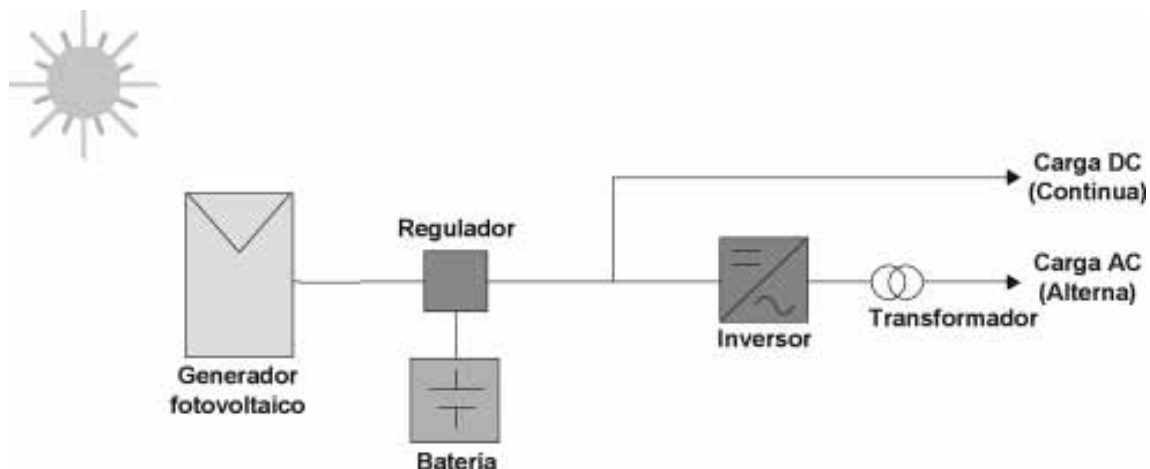 Carga DC
(Continua)
Regulador
Carga AC
(Alterna)
Transformador
Inversor
Generador
fotovoltaico
Bateria